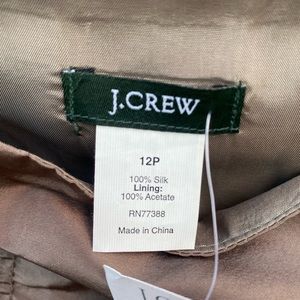 J.CREW
12P
100% Silk
Lining:
100% Acetate
RN77388
Made in China